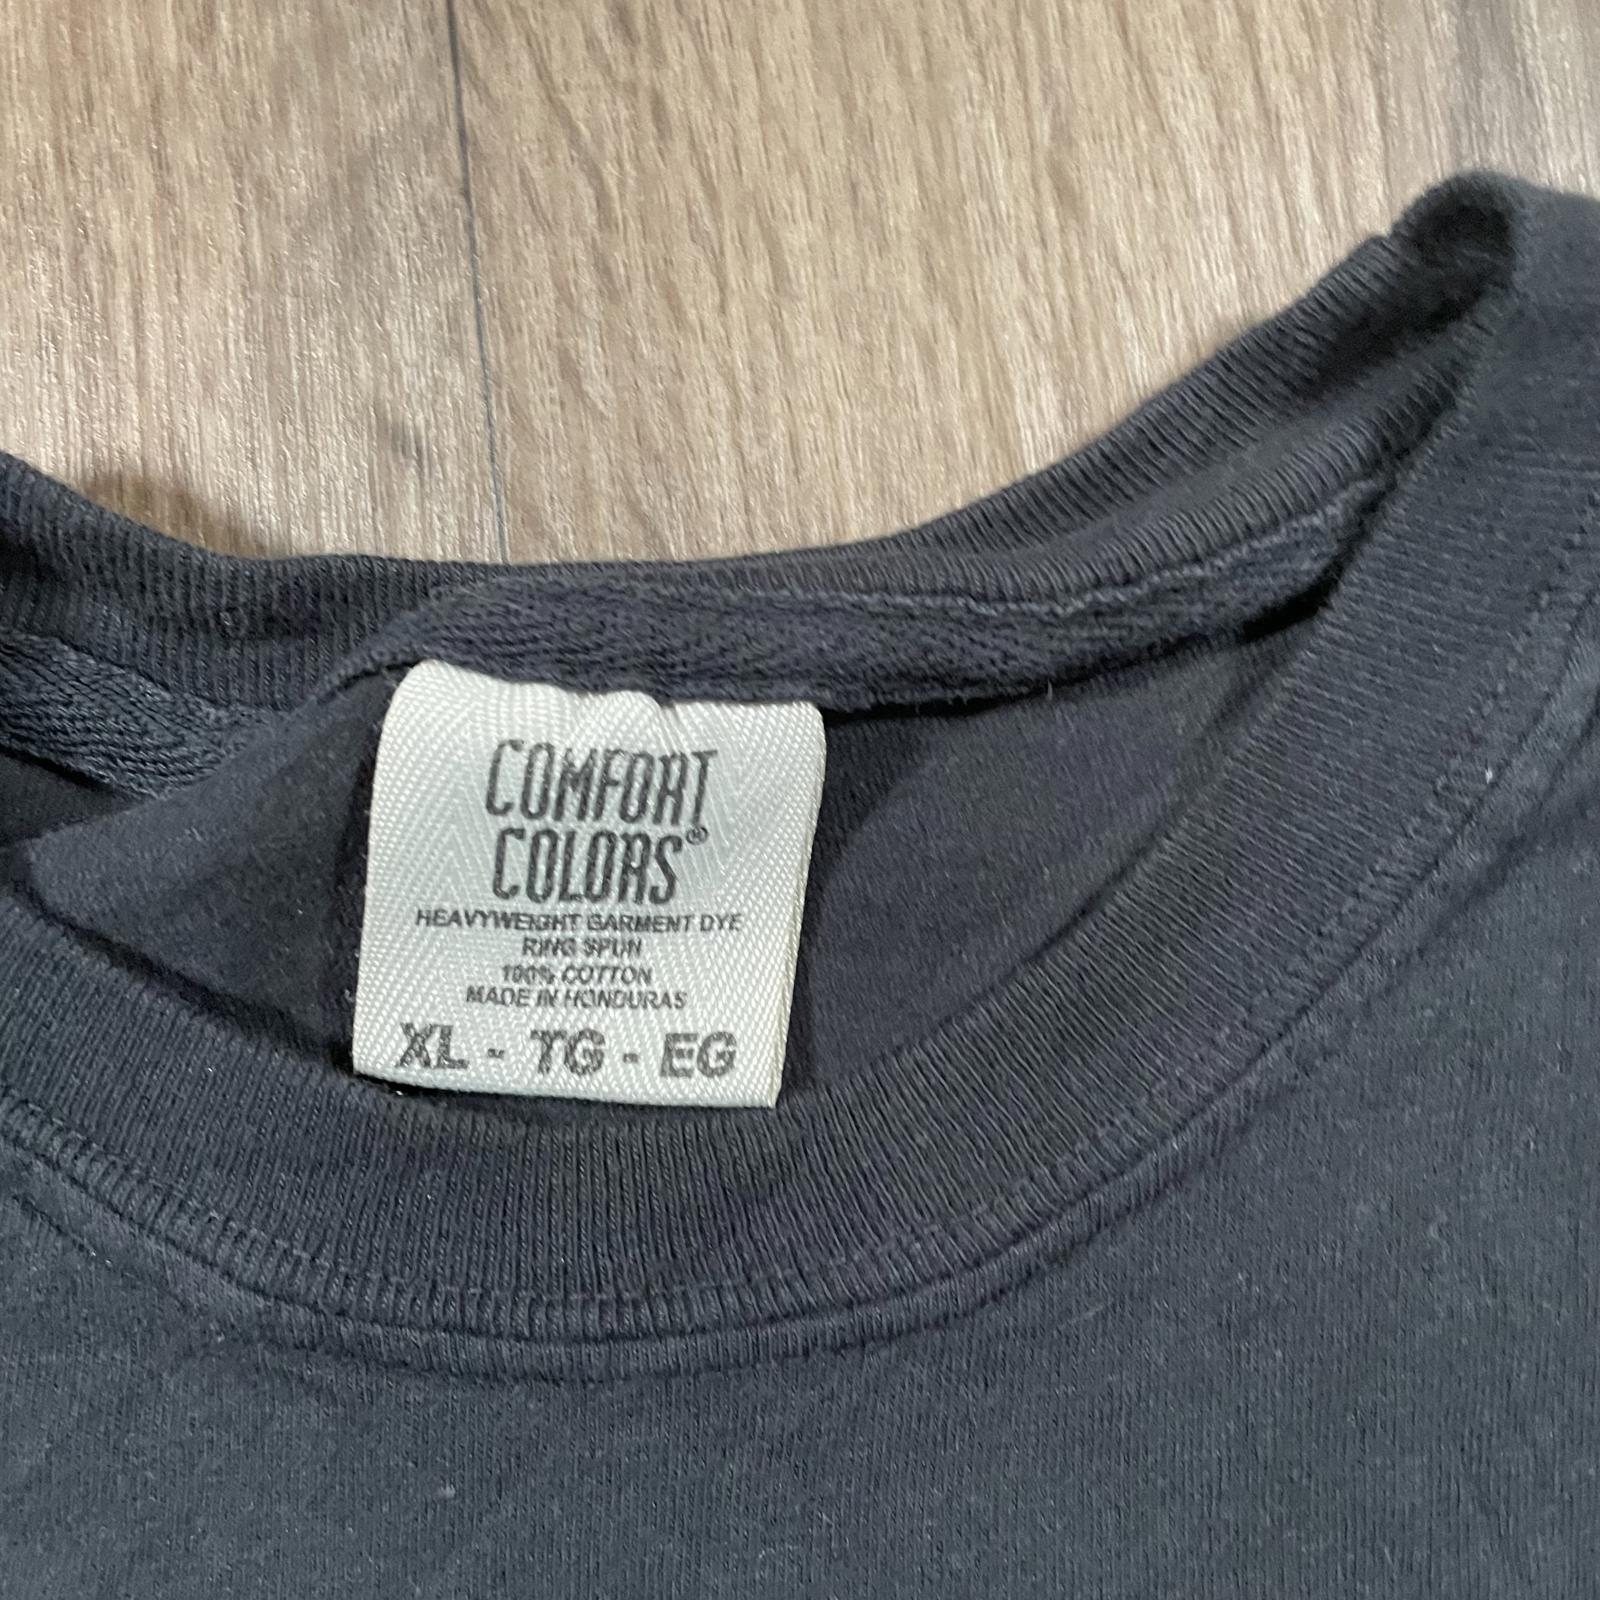 COMFORT
COLORS®
HEAVYWEIGHT GARMENT DYE
RING SPUN
100% COTTON
MADE IN HONDURAS
XL - TG - EG